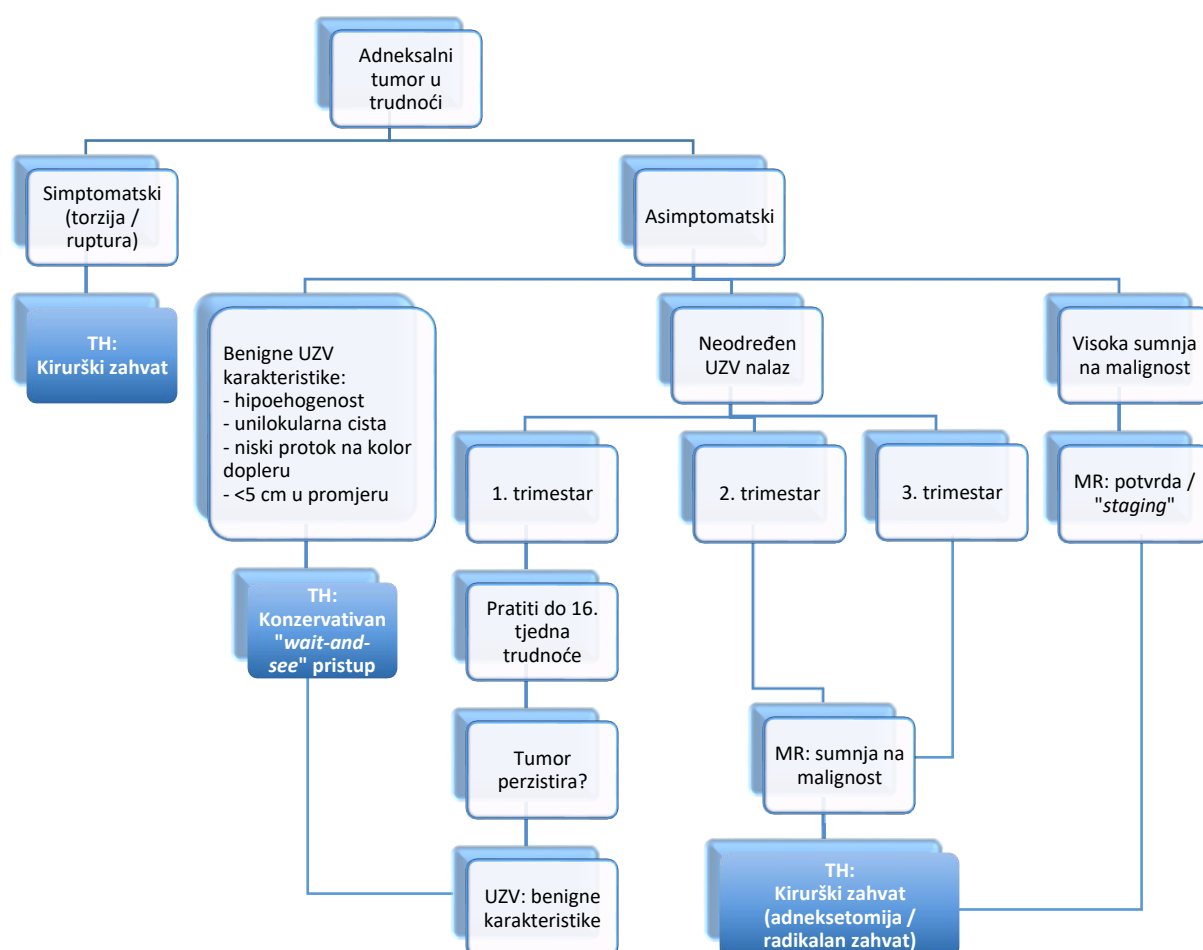 Adneksalni
tumor u
trudnoći
Simptomatski
(torzija /
ruptura)
Asimptomatski
TH:
Kirurški zahvat
Benigne UZV
karakteristike:
- hipoehogenost
- unilokularna cista
- niski protok na kolor
dopleru
- <5 cm u promjeru
Neodređen
UZV nalaz
Visoka sumnja
na malignost
1. trimestar
2. trimestar
3. trimestar
MR: potvrda /
"staging"
TH:
Konzervativan
"wait-and-
see" pristup
Pratiti do 16.
tjedna
trudnoće
Tumor
perzistira?
MR: sumnja na
malignost
UZV: benigne
karakteristike
TH:
Kirurški zahvat
(adneksetomija /
radikalan zahvat)